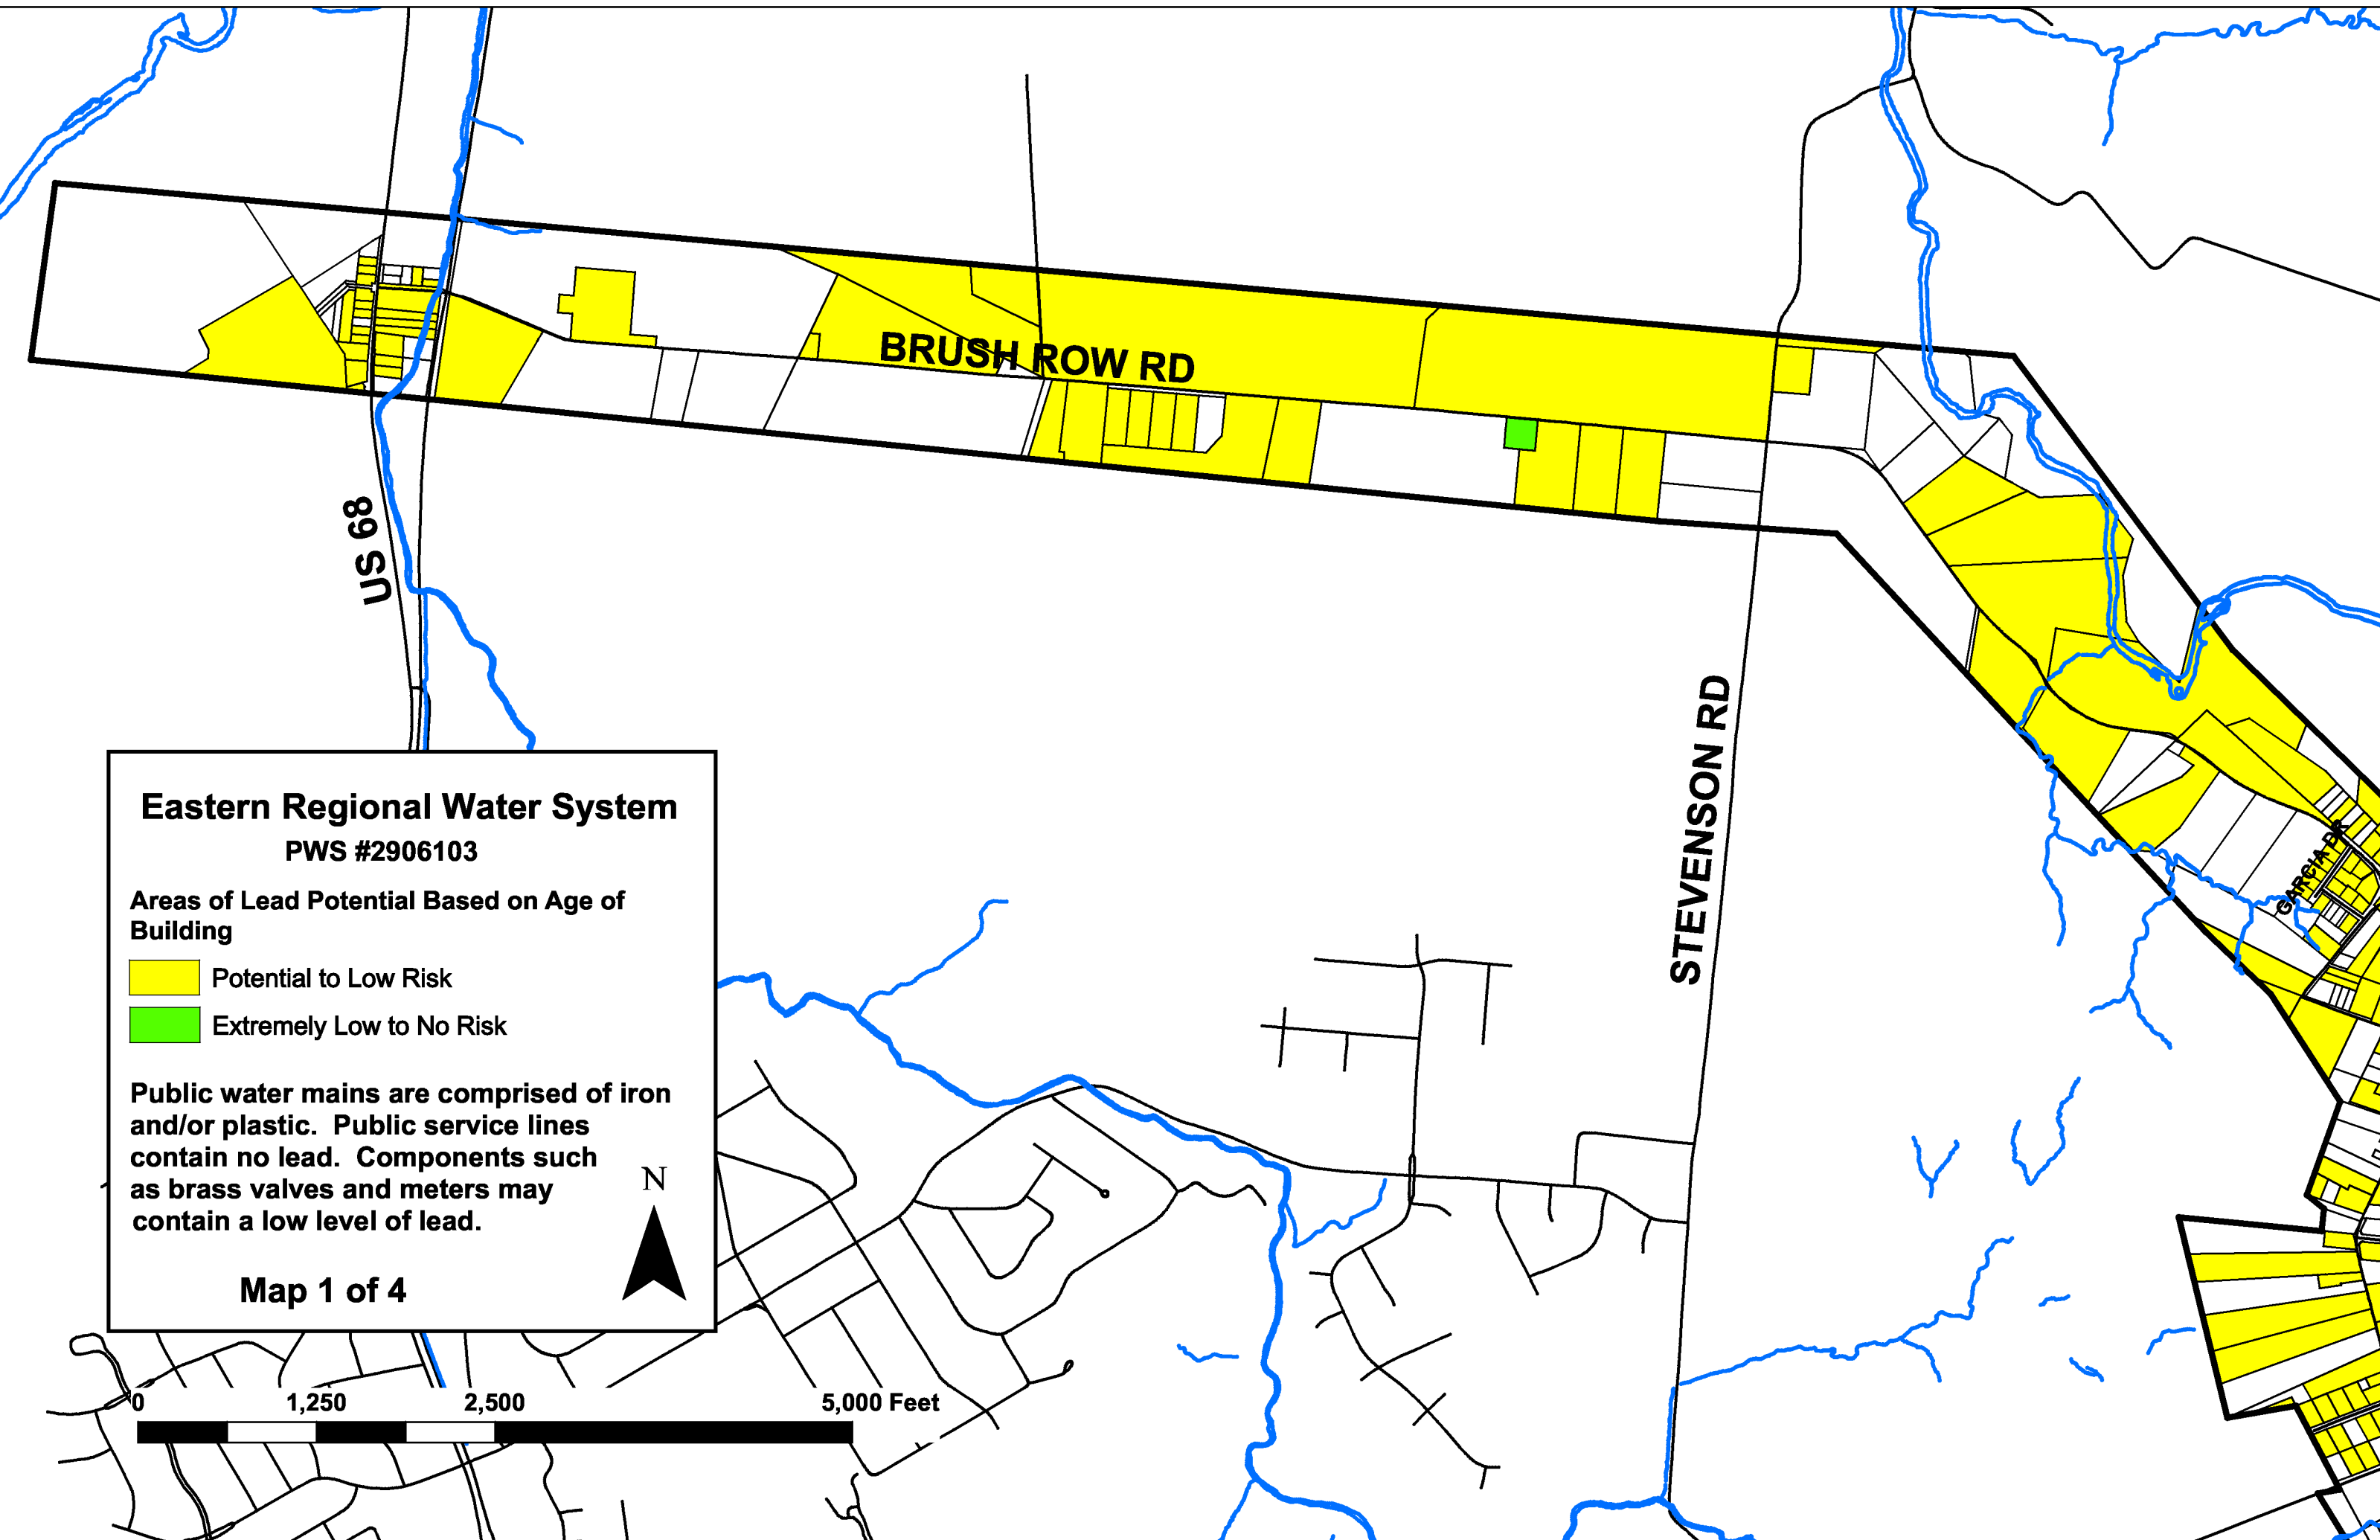 BRUSH ROW RD
US 68
STEVENSON RD
GARCIA DR
Eastern Regional Water System
PWS #2906103
Areas of Lead Potential Based on Age of
Building
Potential to Low Risk
Extremely Low to No Risk
Public water mains are comprised of iron
and/or plastic.  Public service lines
contain no lead.  Components such
as brass valves and meters may
contain a low level of lead.
N
Map 1 of 4
0 1,250 2,500 5,000 Feet